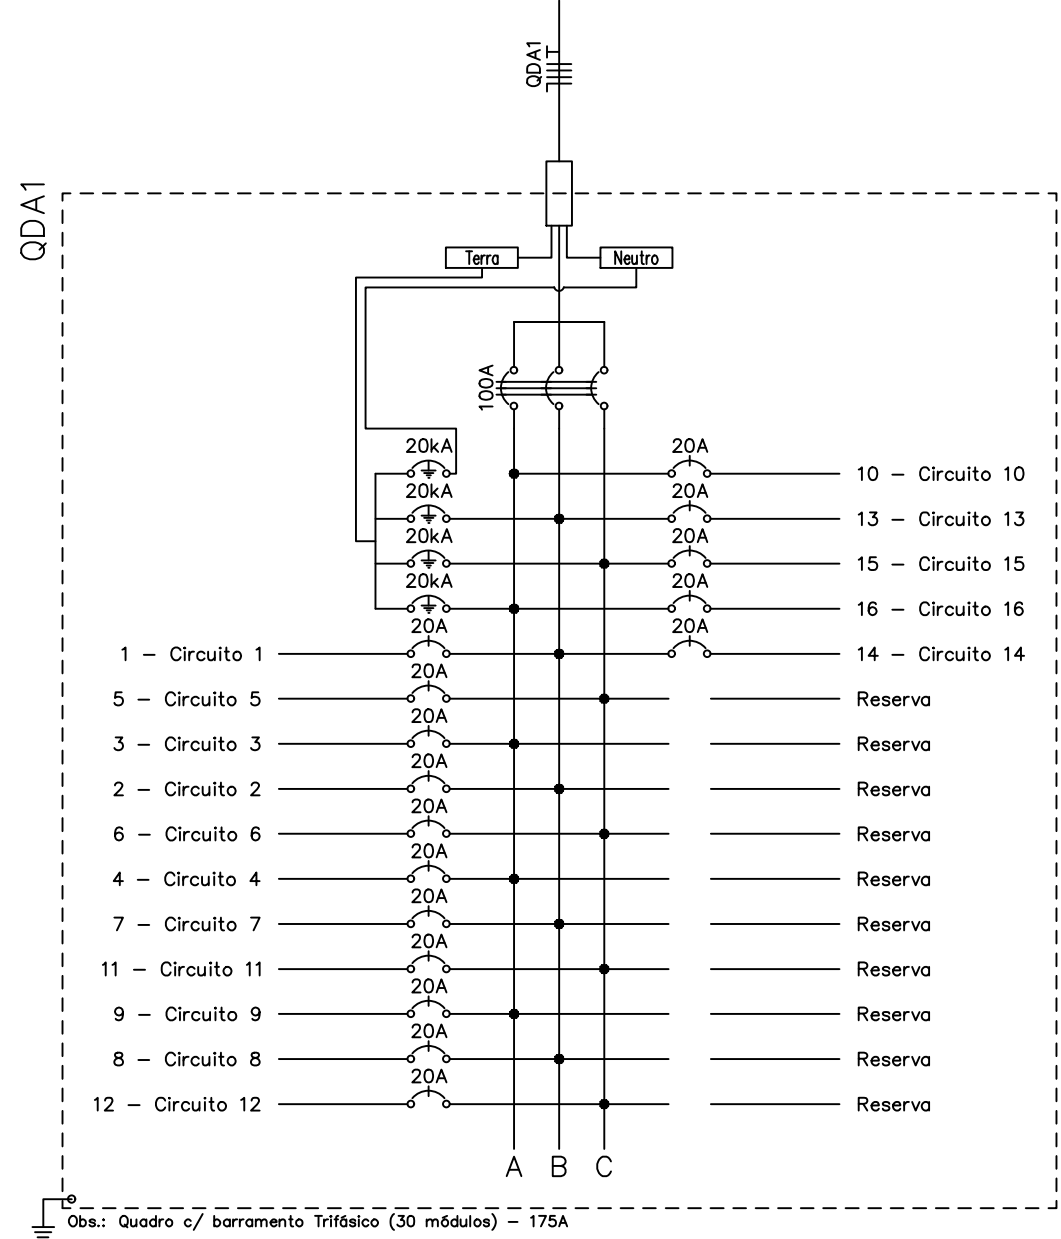 QDA1
QDA1
Terra
Neutro
100A
20kA
20A
10 - Circuito 10
20kA
20A
13 - Circuito 13
20kA
20A
15 - Circuito 15
20kA
20A
16 - Circuito 16
1 - Circuito 1
20A
20A
14 - Circuito 14
5 - Circuito 5
20A
Reserva
3 - Circuito 3
20A
Reserva
2 - Circuito 2
20A
Reserva
6 - Circuito 6
20A
Reserva
4 - Circuito 4
20A
Reserva
7 - Circuito 7
20A
Reserva
11 - Circuito 11
20A
Reserva
9 - Circuito 9
20A
Reserva
8 - Circuito 8
20A
Reserva
12 - Circuito 12
20A
Reserva
A B C
Obs.: Quadro c/ barramento Trifásico (30 módulos) - 175A